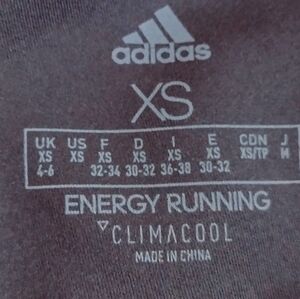 adidas
XS
UK US F D I E CDN J
XS XS XS XS XS XS XS/TP M
4-6 32-34 30-32 36-38 30-32
ENERGY RUNNING
CLIMACOOL
MADE IN CHINA